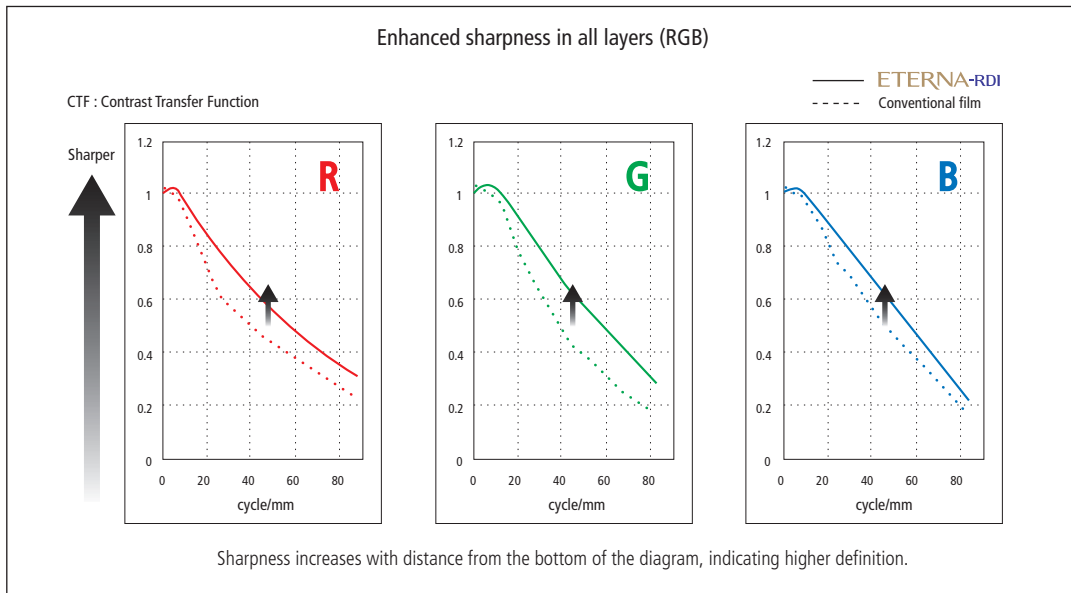 Enhanced sharpness in all layers (RGB)
ETERNA-RDI
CTF : Contrast Transfer Function
Conventional film
Sharper
1.2
1
0.8
0.6
0.4
0.2
0
R
0 20 40 60 80
cycle/mm
1.2
1
0.8
0.6
0.4
0.2
0
G
0 20 40 60 80
cycle/mm
1.2
1
0.8
0.6
0.4
0.2
0
B
0 20 40 60 80
cycle/mm
Sharpness increases with distance from the bottom of the diagram, indicating higher definition.